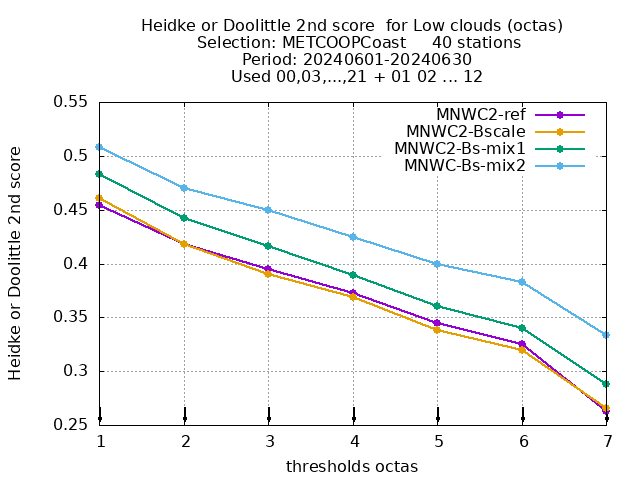 Heidke or Doolittle 2nd score  for Low clouds (octas)
Selection: METCOOPCoast     40 stations
Period: 20240601-20240630
Used 00,03,...,21 + 01 02 ... 12
MNWC2-ref
MNWC2-Bscale
MNWC2-Bs-mix1
MNWC-Bs-mix2
Heidke or Doolittle 2nd score
0.55
0.5
0.45
0.4
0.35
0.3
0.25
1 2 3 4 5 6 7
thresholds octas